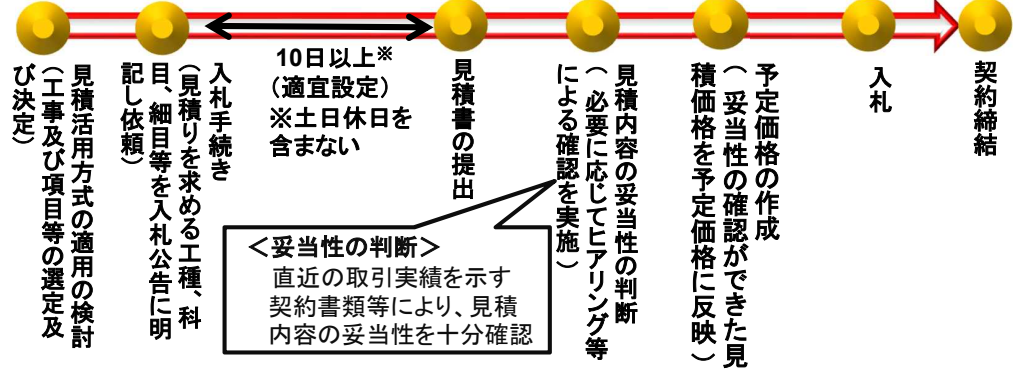 見積活用方式の適用の検討
（工事及び項目等の選定及
び決定）
入札手続き
（見積りを求める工種、科
目、細目等を入札公告に明
記し依頼）
10日以上※
（適宜設定）
※土日休日を
含まない
見積書の提出
見積内容の妥当性の判断
（必要に応じてヒアリング等
による確認を実施）
＜妥当性の判断＞
直近の取引実績を示す
契約書類等により、見積
内容の妥当性を十分確認
予定価格の作成
（妥当性の確認ができた見
積価格を予定価格に反映）
入札
契約締結